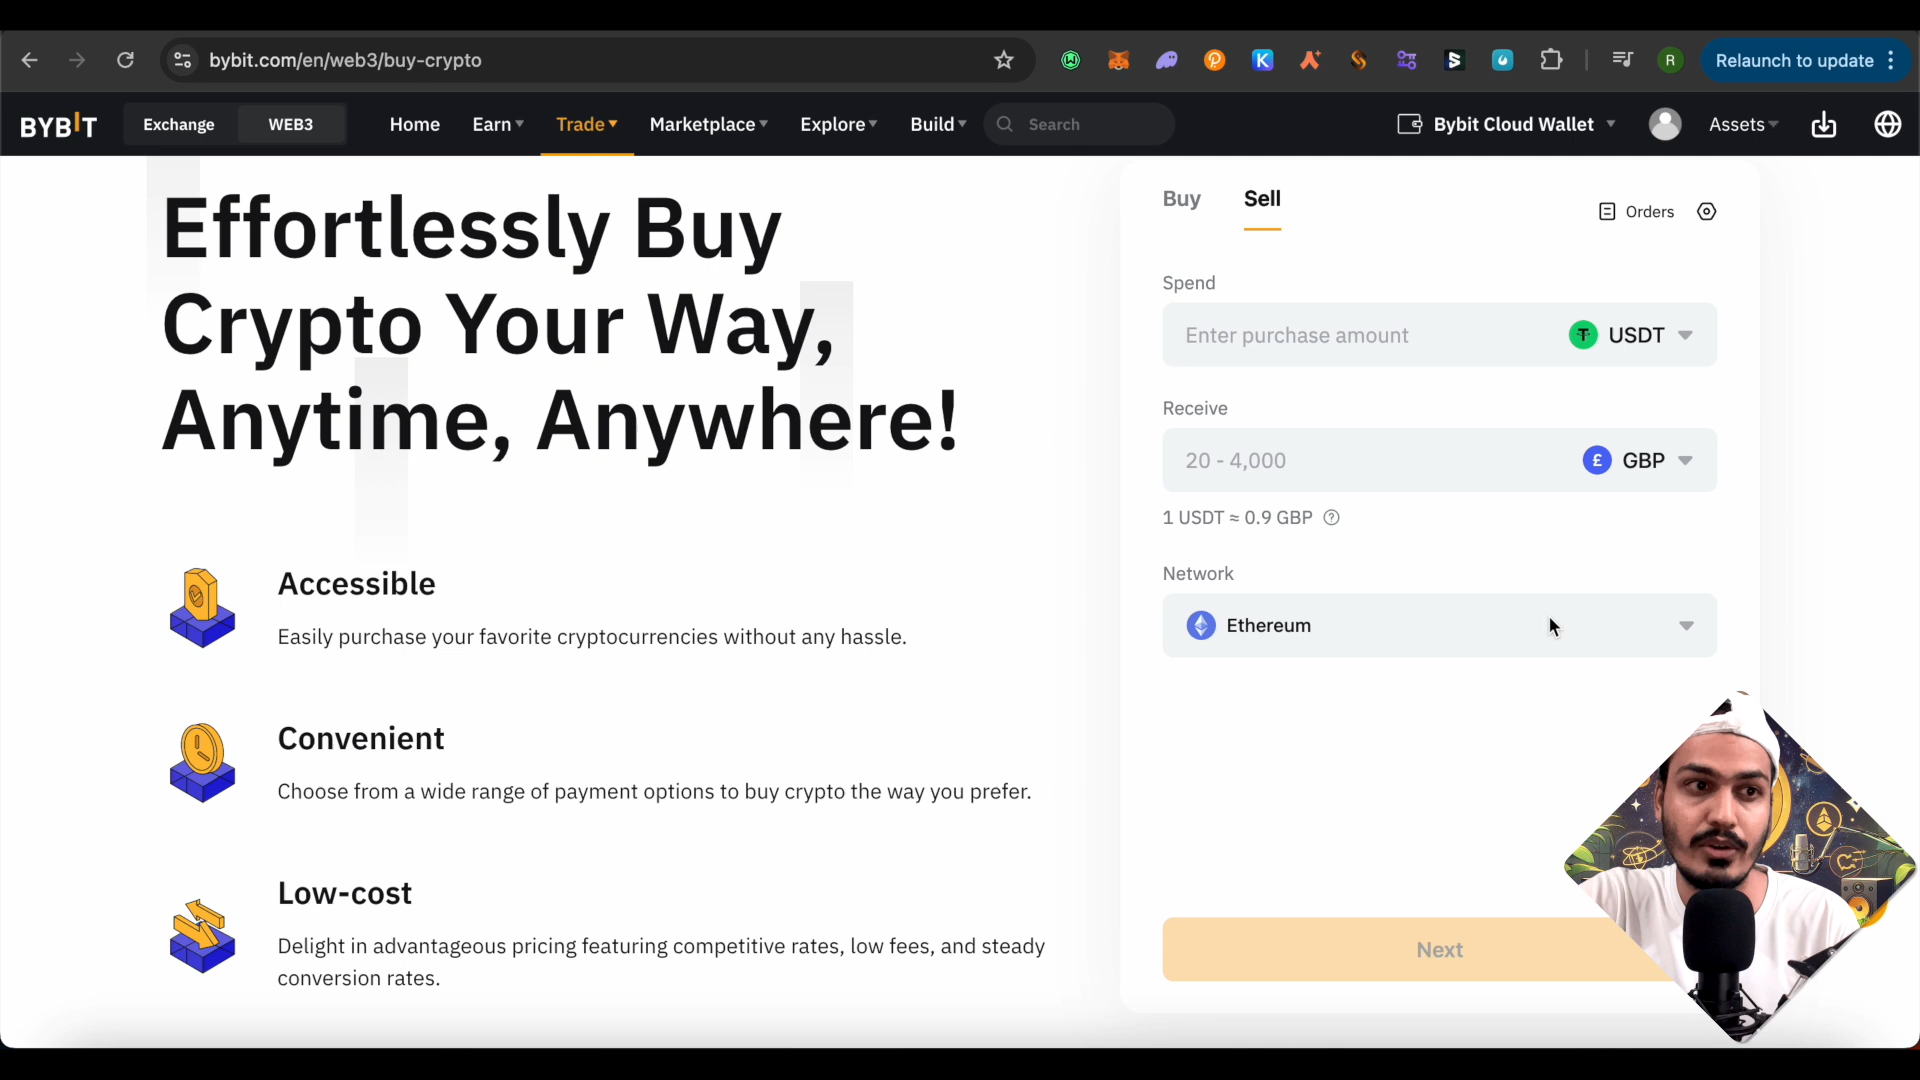 bybit.com/en/web3/buy-crypto
R
Relaunch to update
BYBIT
Exchange
WEB3
Home
Earn
Trade
Marketplace
Explore
Build
Search
Bybit Cloud Wallet
Assets
Effortlessly Buy
Crypto Your Way,
Anytime, Anywhere!
Accessible
Easily purchase your favorite cryptocurrencies without any hassle.
Convenient
Choose from a wide range of payment options to buy crypto the way you prefer.
Low-cost
Delight in advantageous pricing featuring competitive rates, low fees, and steady
conversion rates.
Buy
Sell
Orders
Spend
Enter purchase amount
USDT
Receive
20 - 4,000
£
GBP
1 USDT ≈ 0.9 GBP
Network
Ethereum
Next